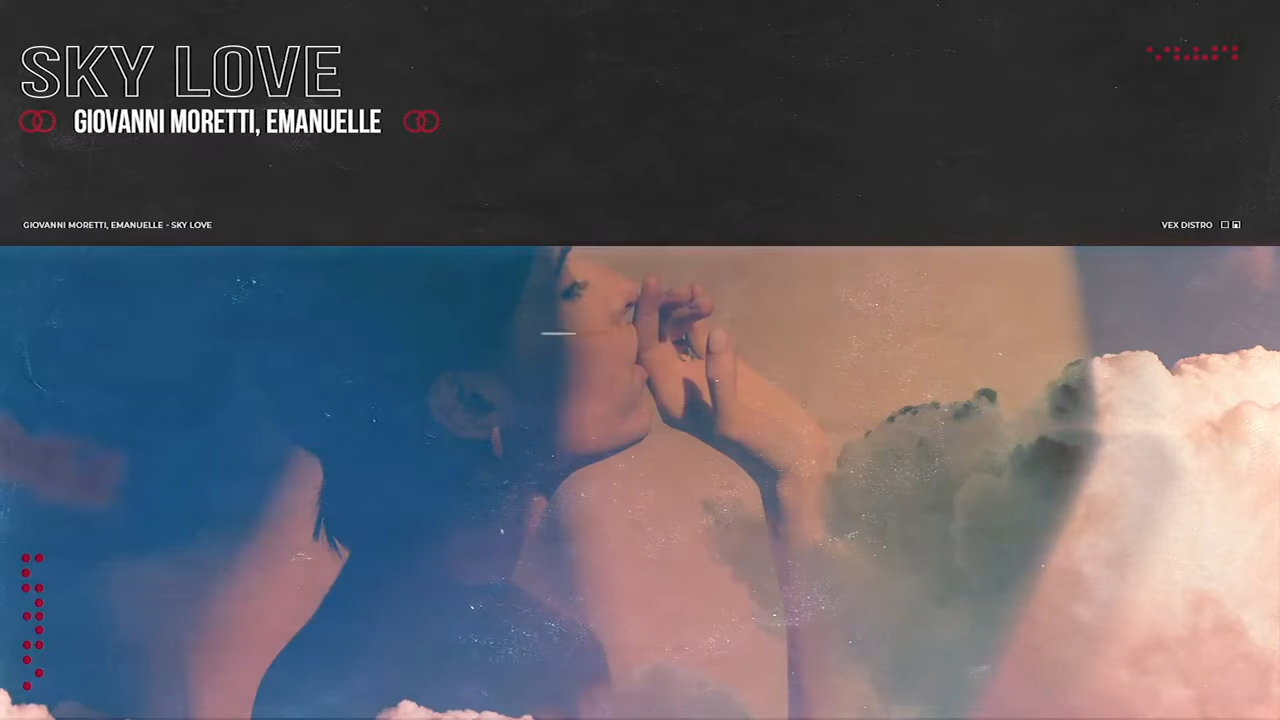 SKY LOVE
GIOVANNI MORETTI, EMANUELLE
GIOVANNI MORETTI, EMANUELLE - SKY LOVE
VEX DISTRO